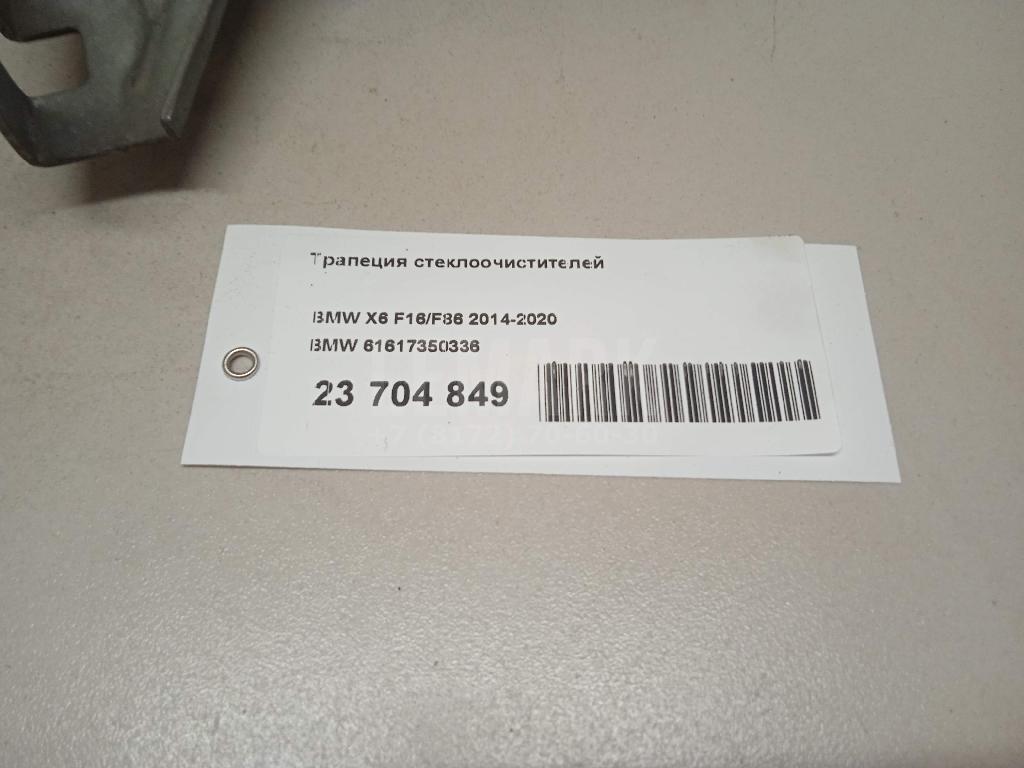 Трапеция стеклоочистителей
BMW X6 F16/F86 2014-2020
BMW 61617350336
23 704 849